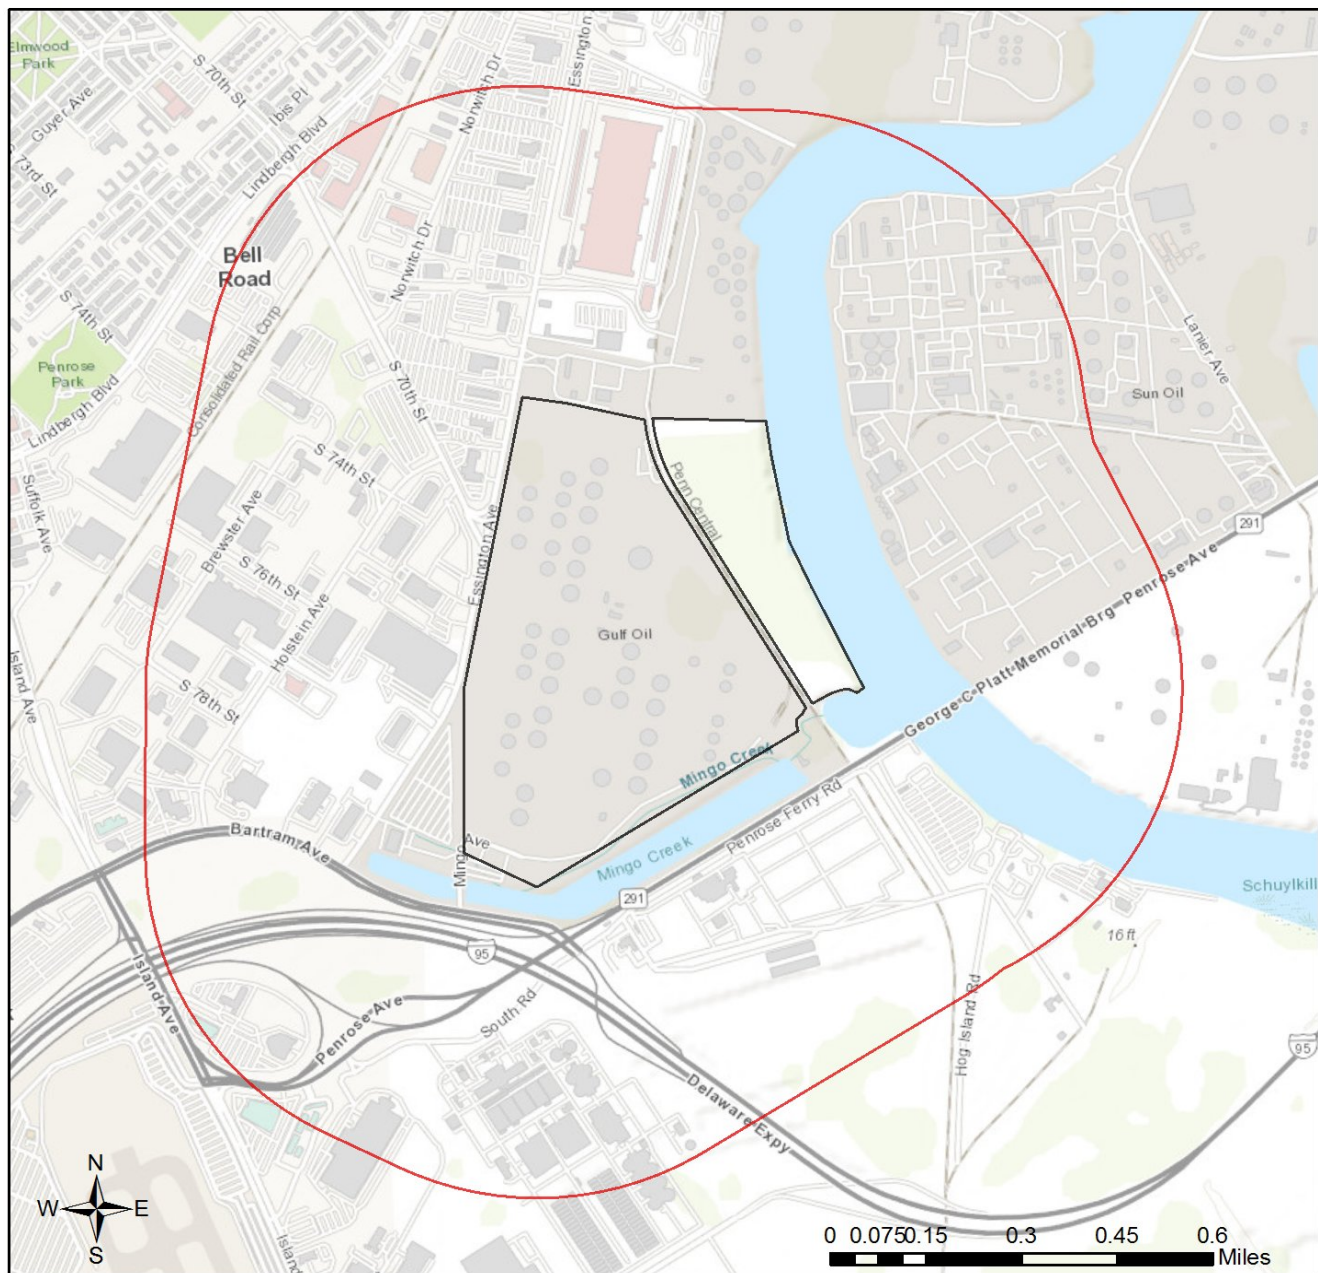 Elmwood
Park
S 70th St
Guyer Ave
Ibis Pl
Norwitch Dr
Essington
S 73rd St
Lindbergh Blvd
Bell
Road
Norwitch Dr
S 74th St
Consolidated Rail Corp
Penrose
Park
Lindbergh Blvd
S 70th St
Lanier Ave
Sun Oil
S 74th St
Penn Central
Suffolk Ave
Brewster Ave
Essington Ave
291
S 76th St
Holstein Ave
Gulf Oil
George C Platt Memorial Brg
Penrose Ave
Island Ave
S 78th St
Mingo Creek
Penrose Ferry Rd
Bartram Ave
Mingo
Ave
Mingo Creek
291
Schuylkill
16 ft
95
Island Ave
Hog Island Rd
Penrose Ave
South Rd
95
Delaware Expy
N
W E
S
Island
0 0.075 0.15 0.3 0.45 0.6
Miles